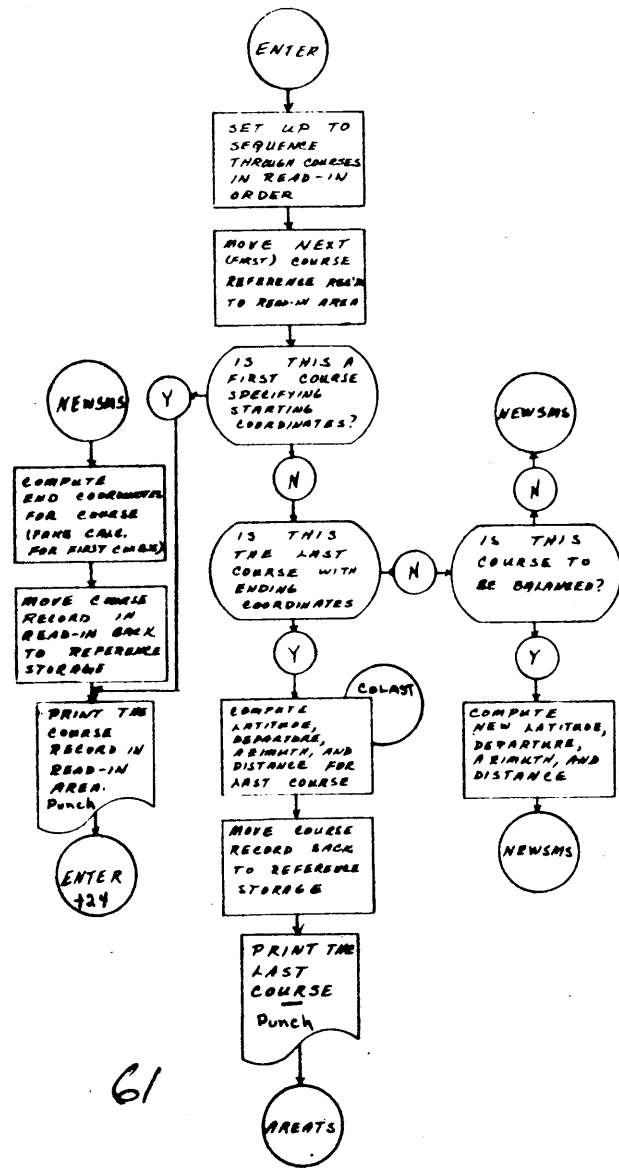 ENTER
SET UP TO
SEQUENCE
THROUGH COURSES
IN READ-IN
ORDER
MOVE NEXT
(FIRST) COURSE
REFERENCE REC'D
TO READ-IN AREA
IS THIS A
FIRST COURSE
SPECIFYING
STARTING
COORDINATES?
Y
N
NEWSMS
COMPUTE
END COORDINATES
FOR COURSE
(FAKE CALC.
FOR FIRST COURSE)
MOVE COURSE
RECORD IN
READ-IN BACK
TO REFERENCE
STORAGE
PRINT THE
COURSE
RECORD IN
READ-IN
AREA.
Punch
ENTER
+24
IS THIS
THE LAST
COURSE WITH
ENDING
COORDINATES
N
Y
IS THIS
COURSE TO
BE BALANCED?
N
NEWSMS
Y
COMPUTE
NEW LATITUDE,
DEPARTURE,
AZIMUTH, AND
DISTANCE
NEWSMS
COLAST
COMPUTE
LATITUDE,
DEPARTURE,
AZIMUTH, AND
DISTANCE FOR
LAST COURSE
MOVE COURSE
RECORD BACK
TO REFERENCE
STORAGE
PRINT THE
LAST
COURSE
Punch
AREATS
61